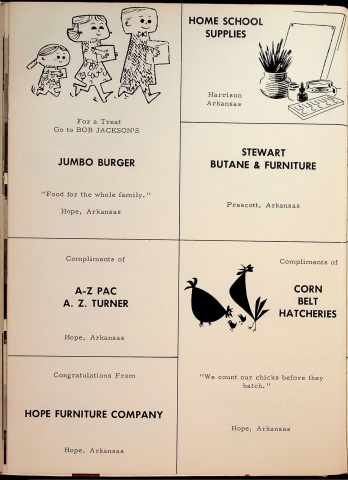 For a Treat
Go to BOB JACKSON'S
JUMBO BURGER
"Food for the whole family."
Hope, Arkansas
HOME SCHOOL
SUPPLIES
Harrison
Arkansas
STEWART
BUTANE & FURNITURE
Prescott, Arkansas
Compliments of
A-Z PAC
A. Z. TURNER
Hope, Arkansas
Compliments of
CORN
BELT
HATCHERIES
"We count our chicks before they
hatch."
Hope, Arkansas
Congratulations From
HOPE FURNITURE COMPANY
Hope, Arkansas